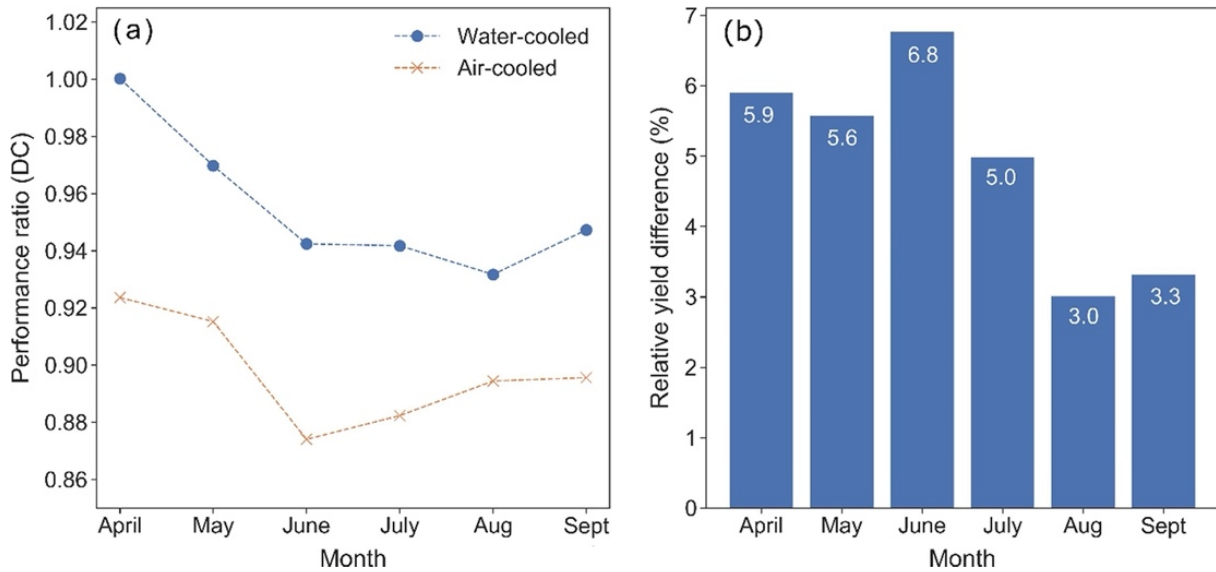 (a)
Water-cooled
Air-cooled
Performance ratio (DC)
1.02
1.00
0.98
0.96
0.94
0.92
0.90
0.88
0.86
April May June July Aug Sept
Month
(b)
Relative yield difference (%)
7
6
5
4
3
2
1
0
5.9
5.6
6.8
5.0
3.0
3.3
April May June July Aug Sept
Month